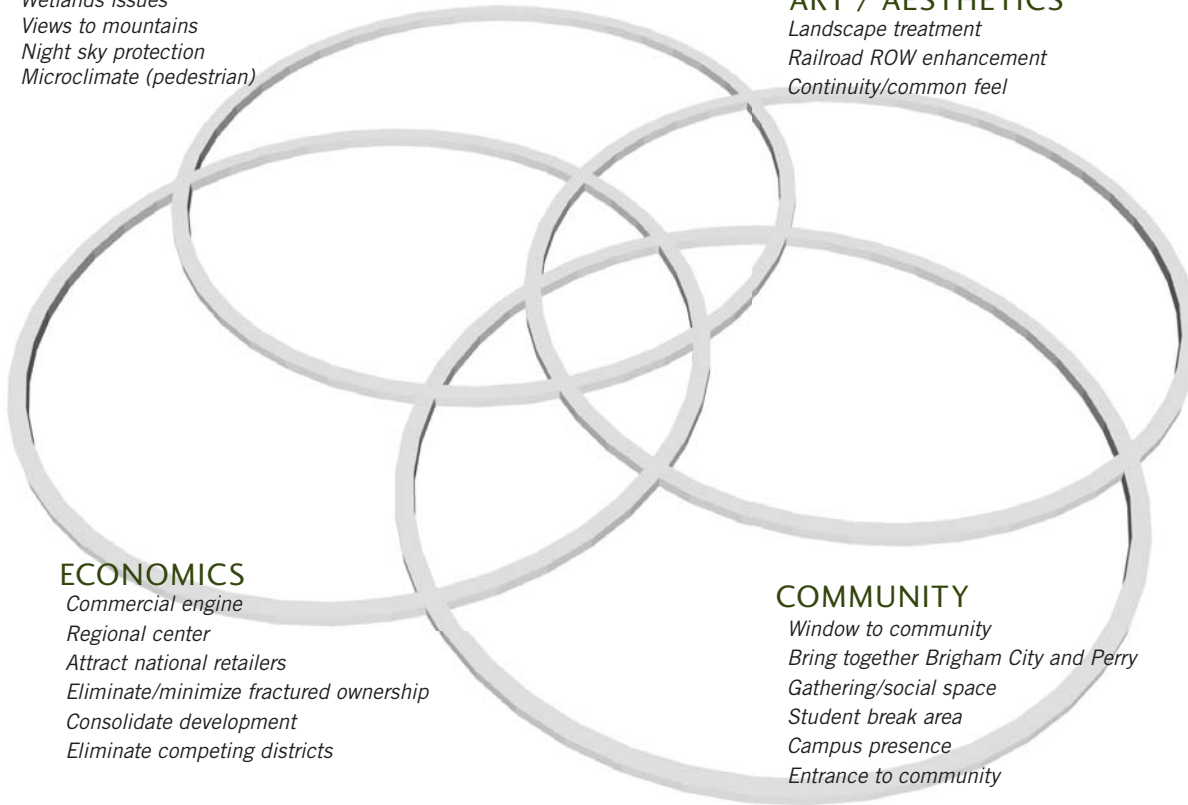 Wetlands issues
Views to mountains
Night sky protection
Microclimate (pedestrian)
ART / AESTHETICS
Landscape treatment
Railroad ROW enhancement
Continuity/common feel
ECONOMICS
Commercial engine
Regional center
Attract national retailers
Eliminate/minimize fractured ownership
Consolidate development
Eliminate competing districts
COMMUNITY
Window to community
Bring together Brigham City and Perry
Gathering/social space
Student break area
Campus presence
Entrance to community